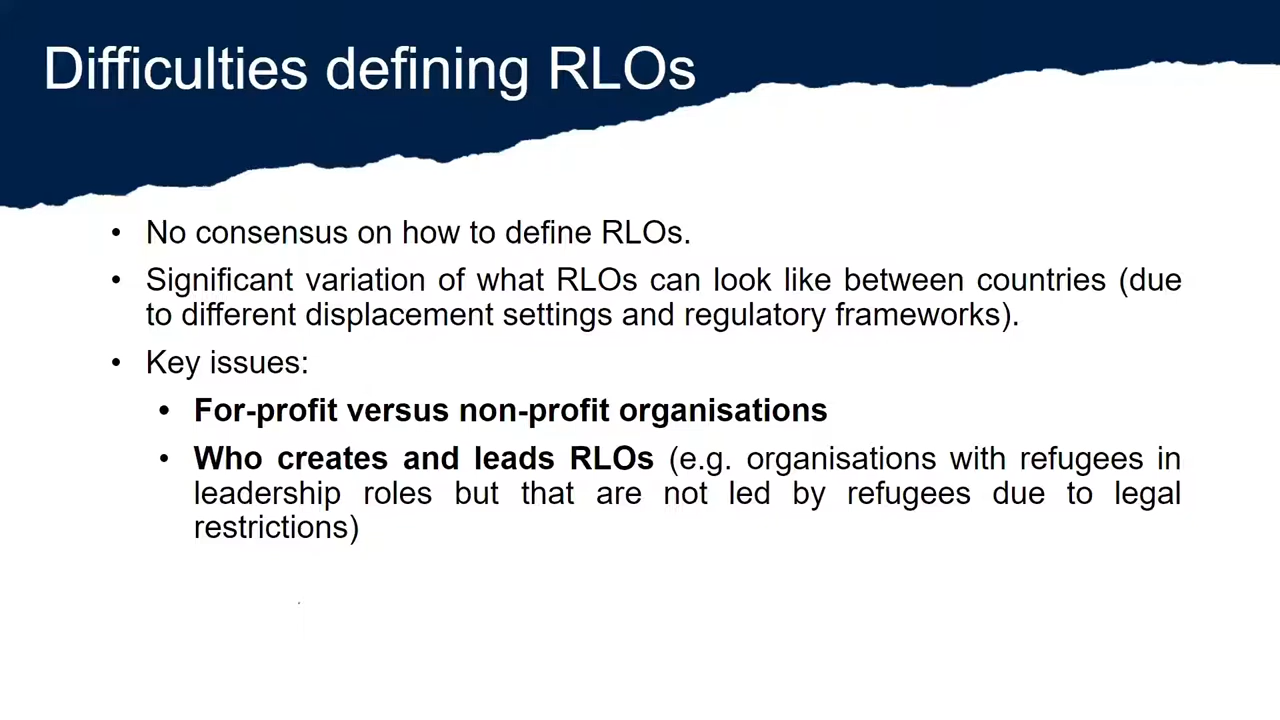 Difficulties defining RLOs
• No consensus on how to define RLOs.
• Significant variation of what RLOs can look like between countries (due
to different displacement settings and regulatory frameworks).
• Key issues:
• For-profit versus non-profit organisations
• Who creates and leads RLOs (e.g. organisations with refugees in
leadership roles but that are not led by refugees due to legal
restrictions)